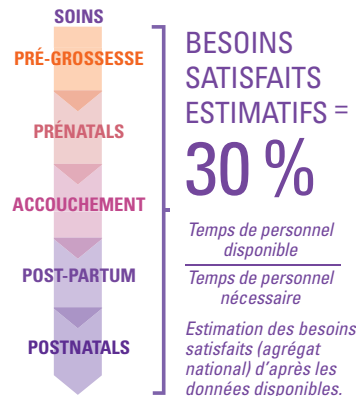 SOINS
PRÉ-GROSSESSE
PRÉNATALS
ACCOUCHEMENT
POST-PARTUM
POSTNATALS
BESOINS
SATISFAITS
ESTIMATIFS =
30 %
Temps de personnel
disponible
Temps de personnel
nécessaire
Estimation des besoins
satisfaits (agrégat
national) d’après les
données disponibles.